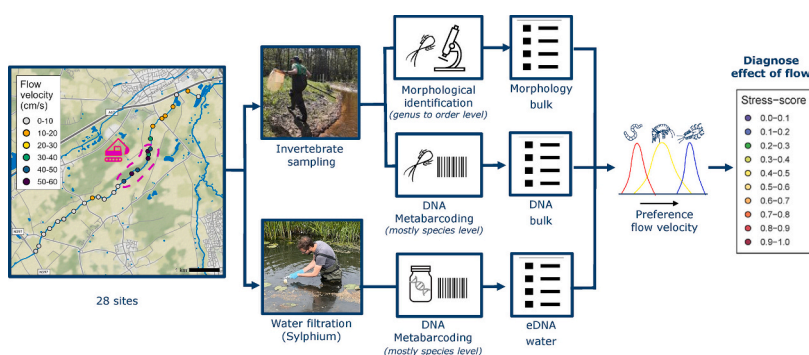 Flow
velocity
(cm/s)
0-10
10-20
20-30
30-40
40-50
50-60
N397
N397
km
28 sites
Invertebrate
sampling
Water filtration
(Sylphium)
Morphological
identification
(genus to order level)
Morphology
bulk
DNA
Metabarcoding
(mostly species level)
DNA
bulk
DNA
Metabarcoding
(mostly species level)
eDNA
water
Preference
flow velocity
Diagnose
effect of flow
Stress-score
0.0-0.1
0.1-0.2
0.2-0.3
0.3-0.4
0.4-0.5
0.5-0.6
0.6-0.7
0.7-0.8
0.8-0.9
0.9-1.0